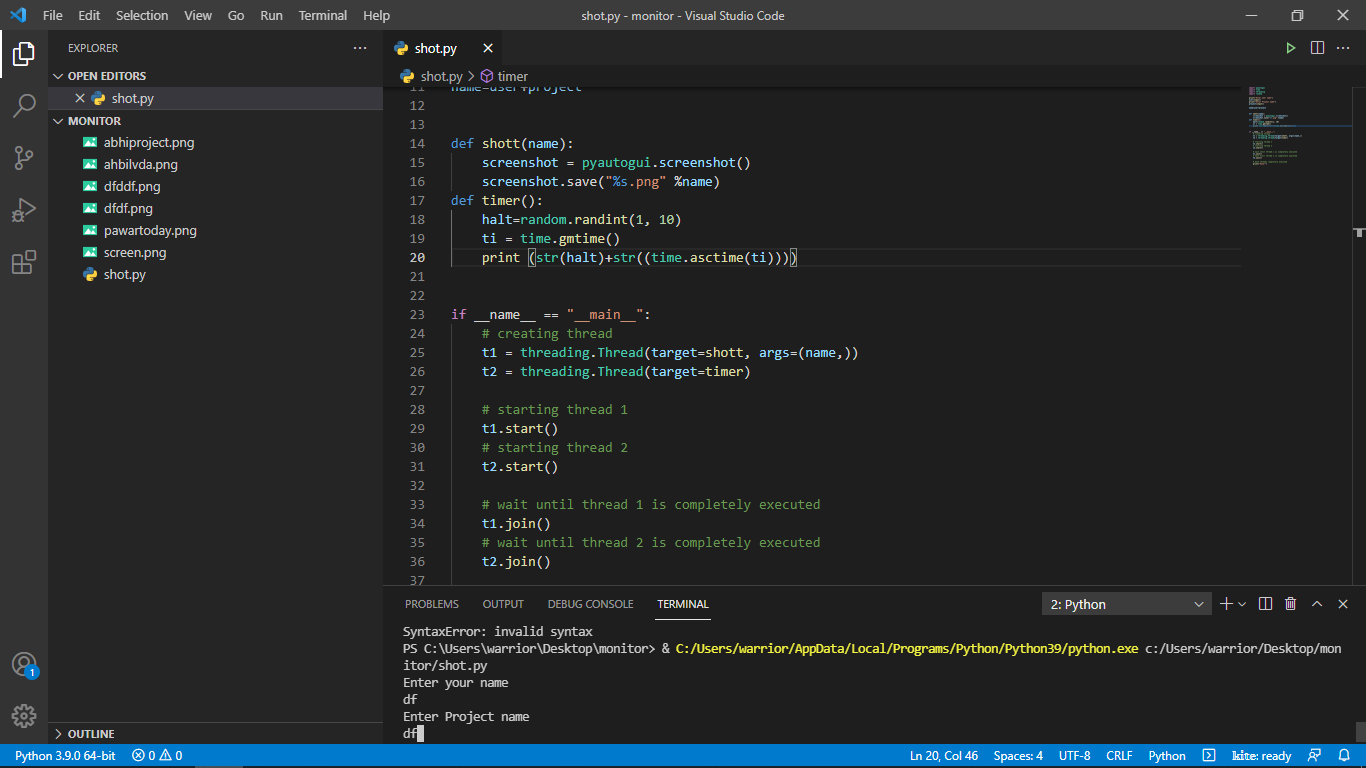 File Edit Selection View Go Run Terminal Help shot.py - monitor - Visual Studio Code
EXPLORER
OPEN EDITORS
shot.py
MONITOR
abhiproject.png
ahbilvda.png
dfddf.png
dfdf.png
pawartoday.png
screen.png
shot.py
OUTLINE
shot.py
shot.py > timer
11 name=user+project
12
13
14 def shott(name):
15 screenshot = pyautogui.screenshot()
16 screenshot.save("%s.png" %name)
17 def timer():
18 halt=random.randint(1, 10)
19 ti = time.gmtime()
20 print (str(halt)+str((time.asctime(ti))))
21
22
23 if __name__ == "__main__":
24 # creating thread
25 t1 = threading.Thread(target=shott, args=(name,))
26 t2 = threading.Thread(target=timer)
27
28 # starting thread 1
29 t1.start()
30 # starting thread 2
31 t2.start()
32
33 # wait until thread 1 is completely executed
34 t1.join()
35 # wait until thread 2 is completely executed
36 t2.join()
37
PROBLEMS OUTPUT DEBUG CONSOLE TERMINAL 2: Python
SyntaxError: invalid syntax
PS C:\Users\warrior\Desktop\monitor> & C:/Users/warrior/AppData/Local/Programs/Python/Python39/python.exe c:/Users/warrior/Desktop/mon
itor/shot.py
Enter your name
df
Enter Project name
df
1
Python 3.9.0 64-bit 0 0 Ln 20, Col 46 Spaces: 4 UTF-8 CRLF Python kite: ready